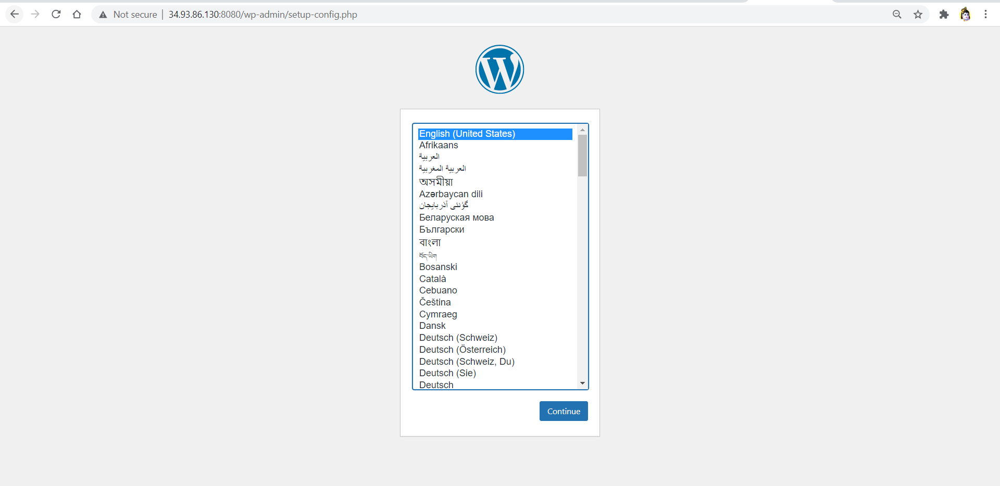 Not secure | 34.93.86.130:8080/wp-admin/setup-config.php
English (United States)
Afrikaans
العربية
العربية المغربية
অসমীয়া
Azərbaycan dili
گؤنئی آذربایجان
Беларуская мова
Български
বাংলা
བོད་ཡིག
Bosanski
Català
Cebuano
Čeština
Cymraeg
Dansk
Deutsch (Schweiz)
Deutsch (Österreich)
Deutsch (Schweiz, Du)
Deutsch (Sie)
Deutsch
Continue